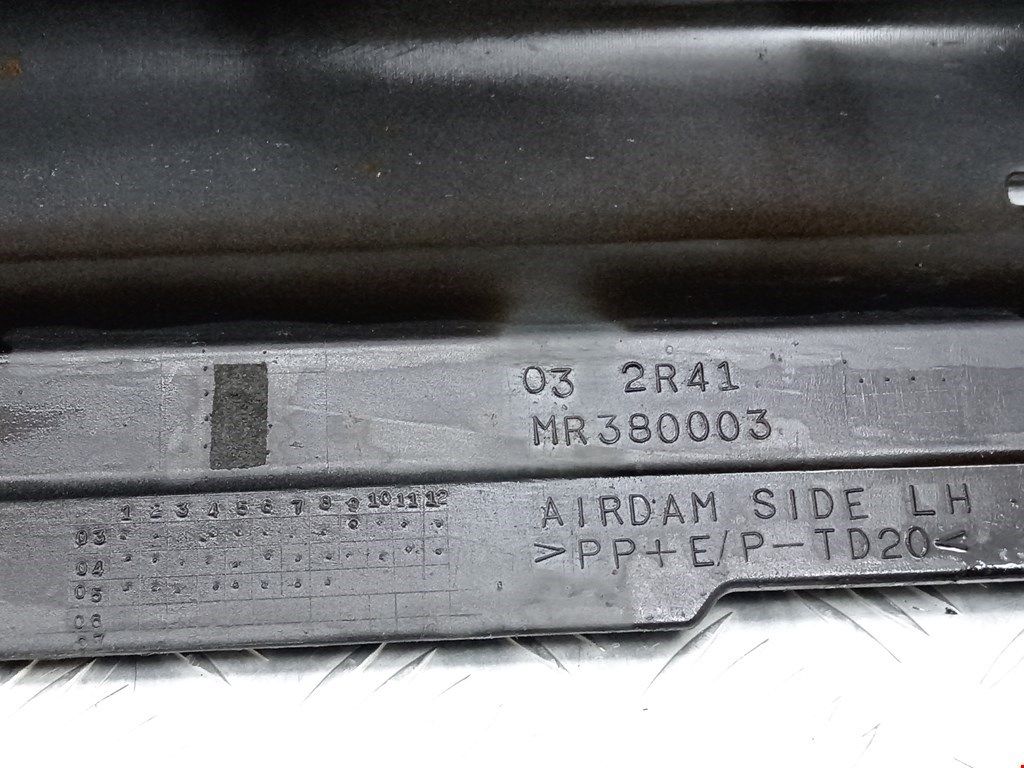 03 2R41
MR380003
AIRDAM SIDE LH
>PP+E/P-TD20<
1 2 3 4 5 6 7 8 9 10 11 12
03
04
05
06
07